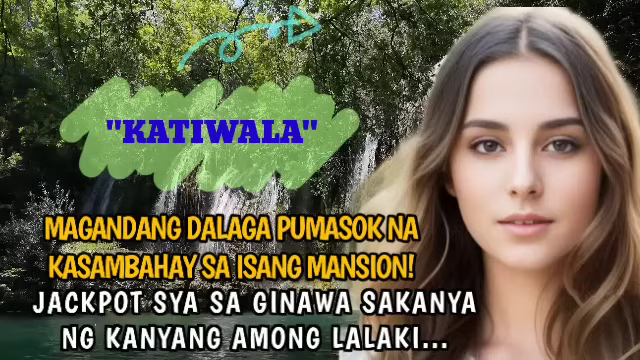 "KATIWALA"
MAGANDANG DALAGA PUMASOK NA
KASAMBAHAY SA ISANG MANSION!
JACKPOT SYA SA GINAWA SAKANYA
NG KANYANG AMONG LALAKI...